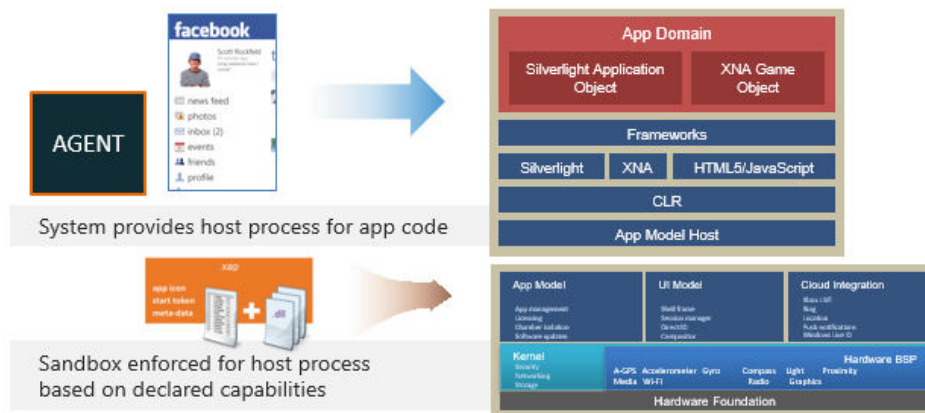 facebook
Scott Rockfeld
news feed
photos
inbox (2)
events
friends
profile
AGENT
System provides host process for app code
App Domain
Silverlight Application
Object
XNA Game
Object
Frameworks
Silverlight
XNA
HTML5/JavaScript
CLR
App Model Host
.xap
app icon
start token
meta-data
.dll
Sandbox enforced for host process
based on declared capabilities
App Model
App management
Licensing
Chamber isolation
Software updates
UI Model
Shell frame
Session manager
Direct3D
Compositor
Cloud Integration
Xbox LIVE
Bing
Location
Push notifications
Windows Live ID
Kernel
Security
Networking
Storage
Hardware BSP
A-GPS Accelerometer Gyro Compass Light Proximity
Media Wi-Fi Radio Graphics
Hardware Foundation